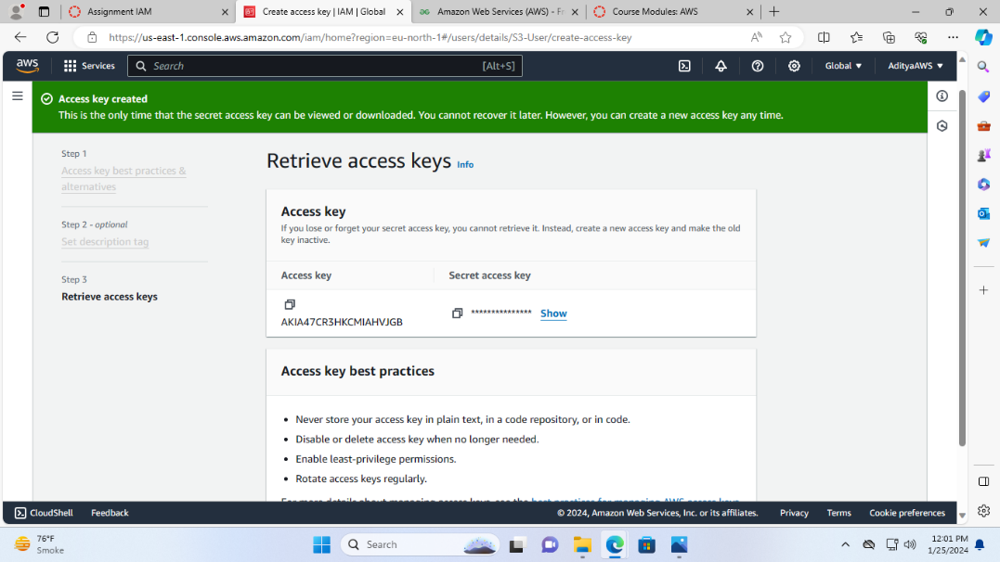 Assignment IAM
Create access key | IAM | Global
Amazon Web Services (AWS) - Fr
Course Modules: AWS
https://us-east-1.console.aws.amazon.com/iam/home?region=eu-north-1#/users/details/S3-User/create-access-key
aws
Services
Search
[Alt+S]
Global
AdityaAWS
Access key created
This is the only time that the secret access key can be viewed or downloaded. You cannot recover it later. However, you can create a new access key any time.
Step 1
Access key best practices &
alternatives
Step 2 - optional
Set description tag
Step 3
Retrieve access keys
Retrieve access keys Info
Access key
If you lose or forget your secret access key, you cannot retrieve it. Instead, create a new access key and make the old
key inactive.
Access key
Secret access key
AKIA47CR3HKCMIAHVJGB
*************** Show
Access key best practices
• Never store your access key in plain text, in a code repository, or in code.
• Disable or delete access key when no longer needed.
• Enable least-privilege permissions.
• Rotate access keys regularly.
For more details about managing access keys, see the best practices for managing AWS access keys.
CloudShell
Feedback
© 2024, Amazon Web Services, Inc. or its affiliates.
Privacy
Terms
Cookie preferences
76°F
Smoke
Search
12:01 PM
1/25/2024